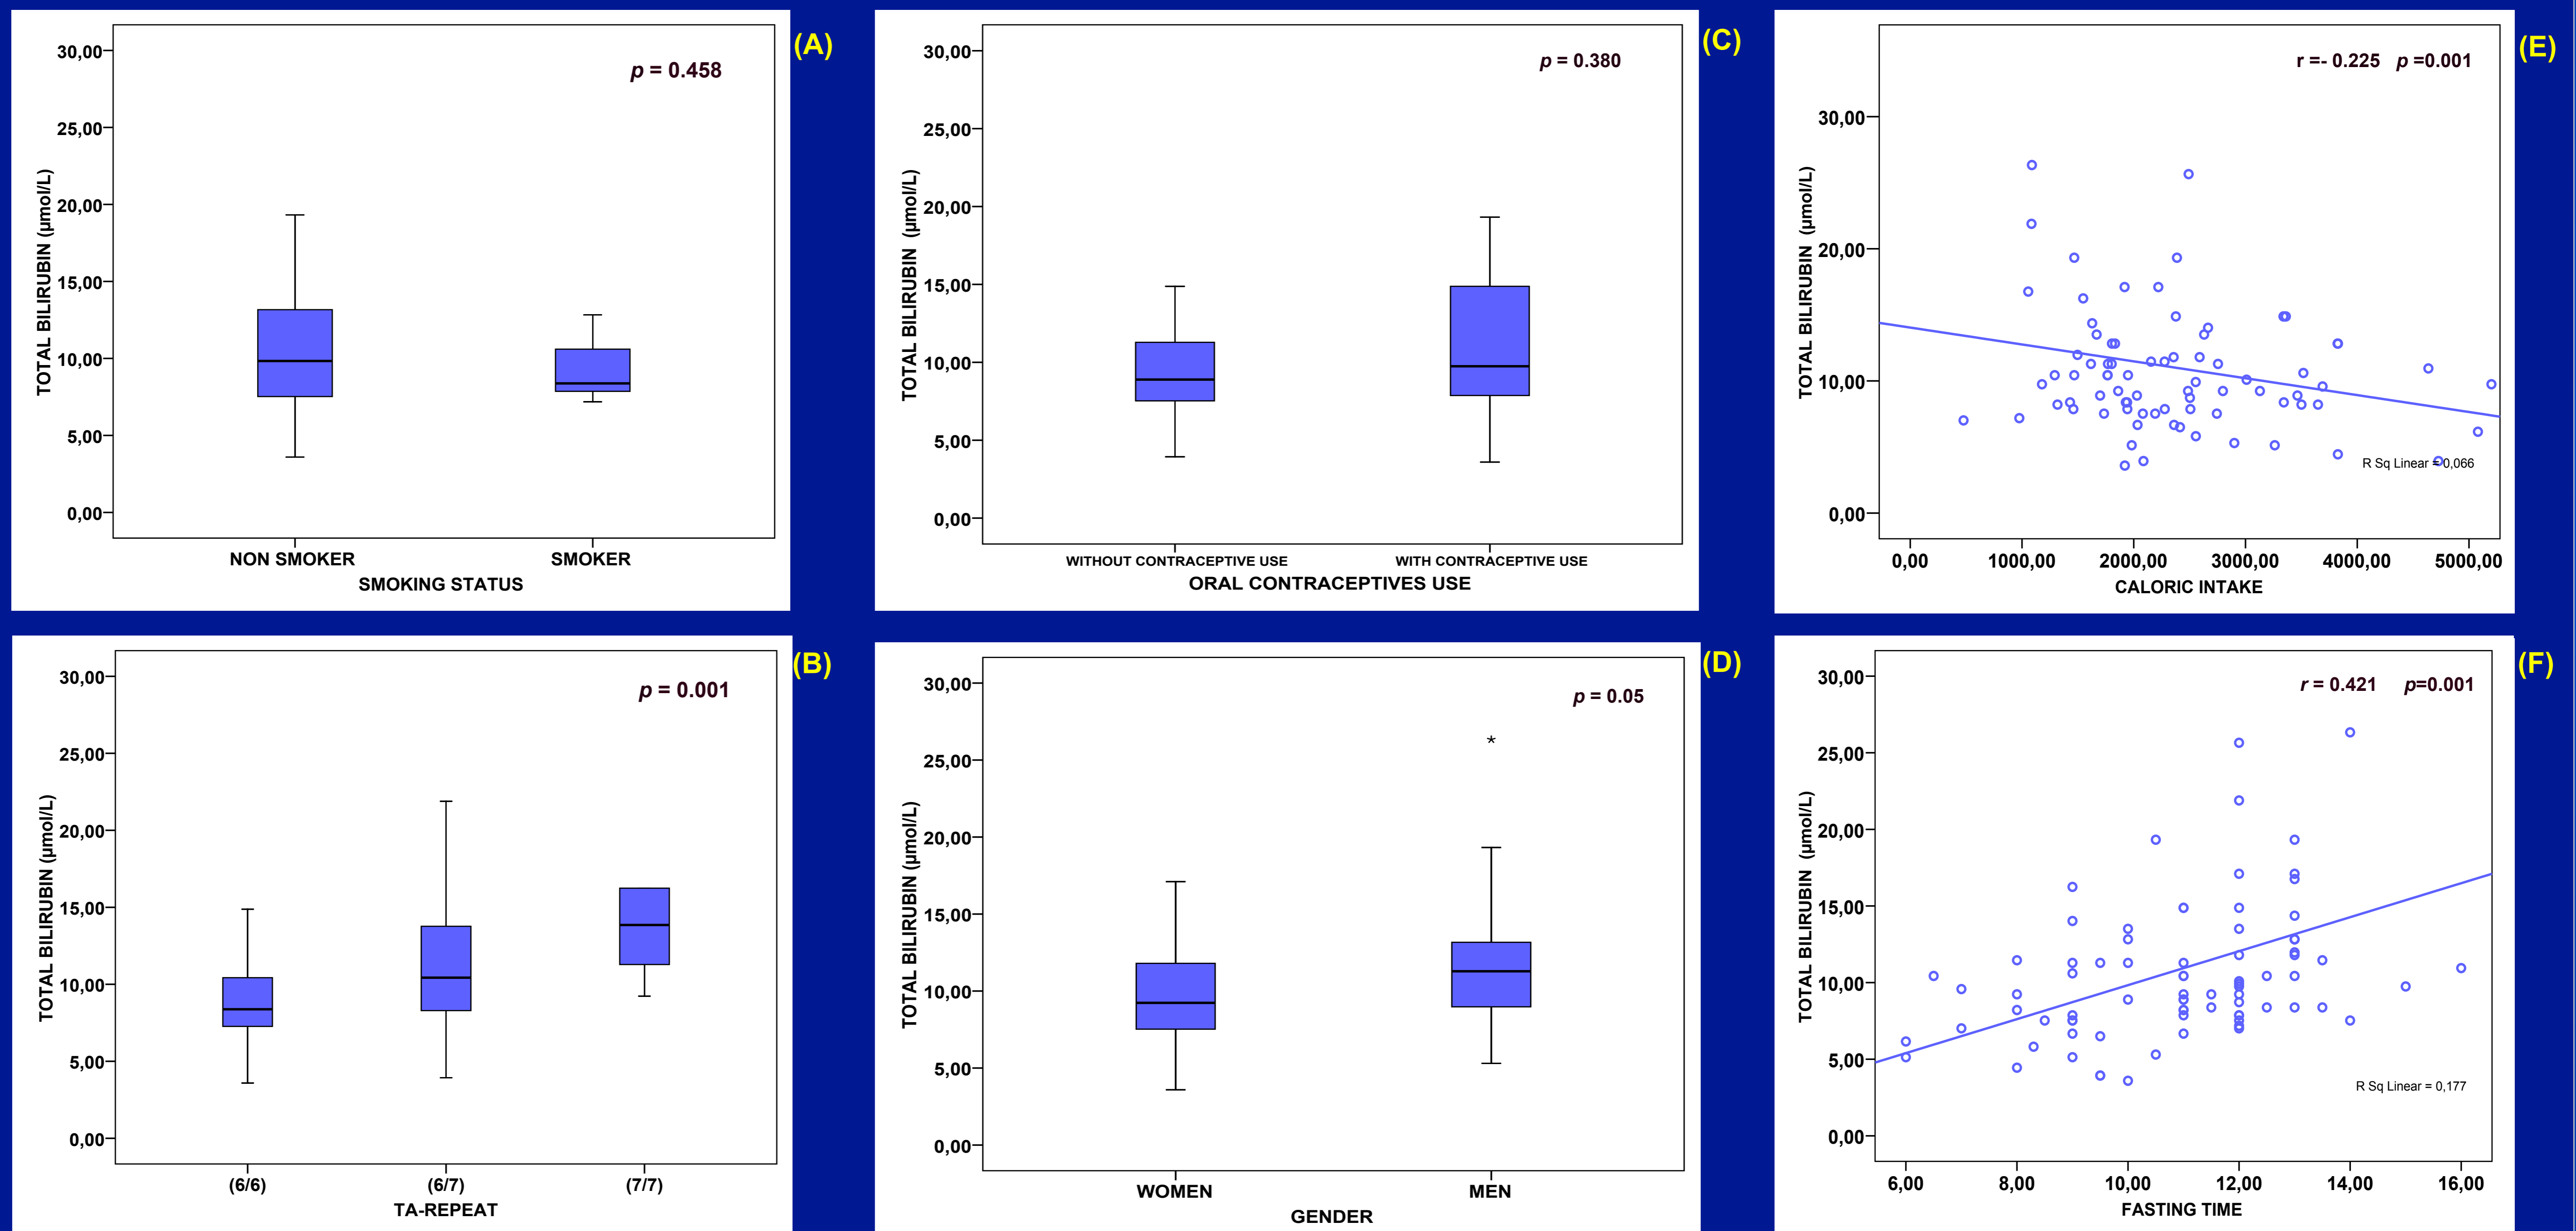 (A)
p = 0.458
30,00
25,00
20,00
15,00
10,00
5,00
0,00
TOTAL BILIRUBIN (µmol/L)
NON SMOKER SMOKER
SMOKING STATUS
(C)
p = 0.380
30,00
25,00
20,00
15,00
10,00
5,00
0,00
TOTAL BILIRUBIN (µmol/L)
WITHOUT CONTRACEPTIVE USE WITH CONTRACEPTIVE USE
ORAL CONTRACEPTIVES USE
(E)
r =- 0.225 p =0.001
30,00
20,00
10,00
0,00
TOTAL BILIRUBIN (µmol/L)
R Sq Linear = 0,066
0,00 1000,00 2000,00 3000,00 4000,00 5000,00
CALORIC INTAKE
(B)
p = 0.001
30,00
25,00
20,00
15,00
10,00
5,00
0,00
TOTAL BILIRUBIN (µmol/L)
(6/6) (6/7) (7/7)
TA-REPEAT
(D)
p = 0.05
30,00
25,00
20,00
15,00
10,00
5,00
0,00
TOTAL BILIRUBIN (µmol/L)
*
WOMEN MEN
GENDER
(F)
r = 0.421 p=0.001
30,00
25,00
20,00
15,00
10,00
5,00
0,00
TOTAL BILIRUBIN (µmol/L)
R Sq Linear = 0,177
6,00 8,00 10,00 12,00 14,00 16,00
FASTING TIME